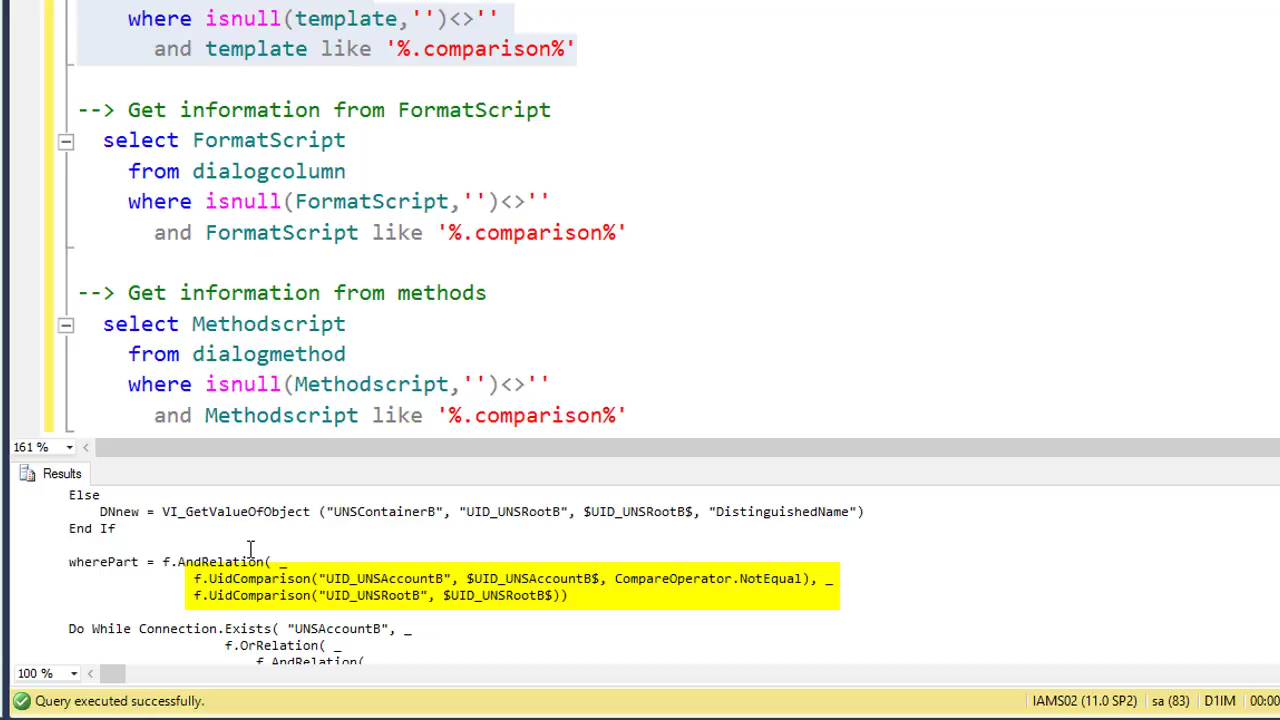 where isnull(template,'')<>''
and template like '%.comparison%'
--> Get information from FormatScript
select FormatScript
from dialogcolumn
where isnull(FormatScript,'')<>''
and FormatScript like '%.comparison%'
--> Get information from methods
select Methodscript
from dialogmethod
where isnull(Methodscript,'')<>''
and Methodscript like '%.comparison%'
161 %
Results
Else
DNnew = VI_GetValueOfObject ("UNSContainerB", "UID_UNSRootB", $UID_UNSRootB$, "DistinguishedName")
End If
wherePart = f.AndRelation( _
f.UidComparison("UID_UNSAccountB", $UID_UNSAccountB$, CompareOperator.NotEqual), _
f.UidComparison("UID_UNSRootB", $UID_UNSRootB$))
Do While Connection.Exists( "UNSAccountB", _
f.OrRelation( _
f.AndRelation(
100 %
Query executed successfully. IAMS02 (11.0 SP2) sa (83) D1IM 00:00